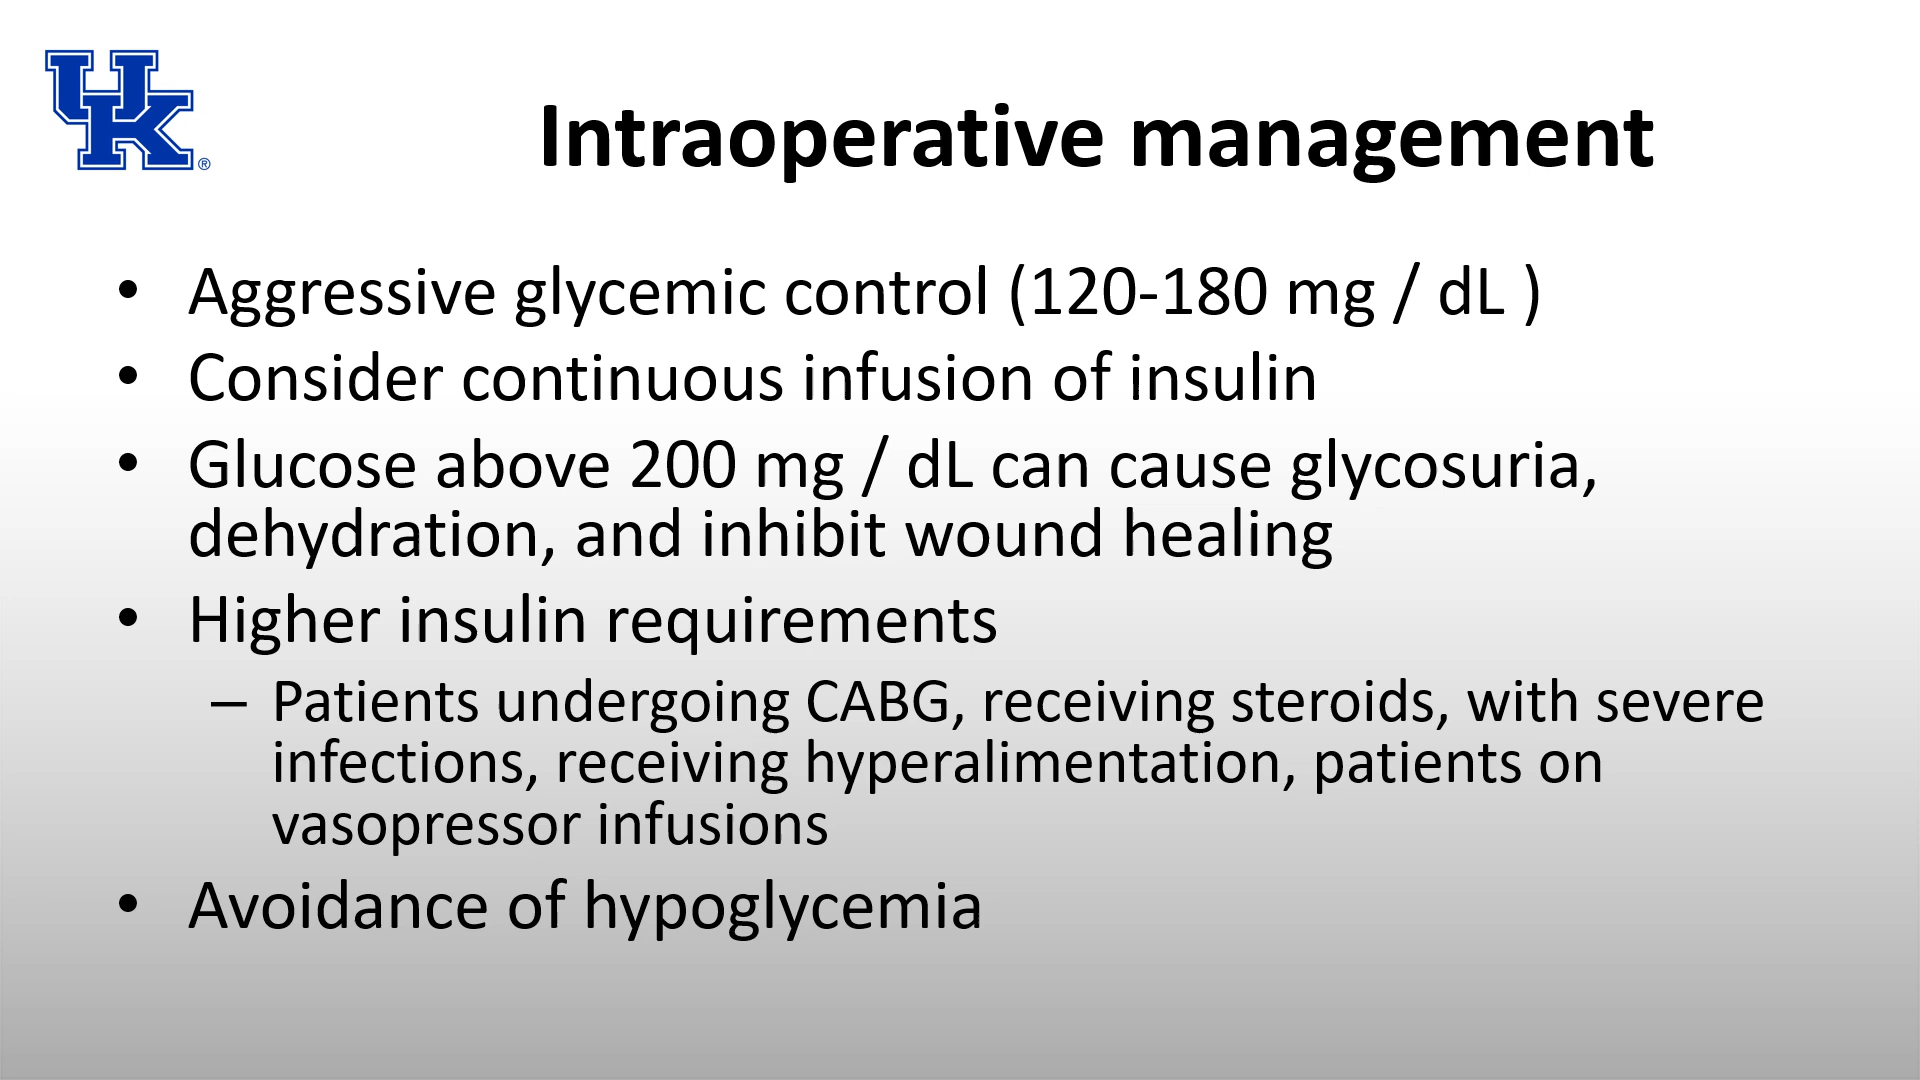 UK®
Intraoperative management
• Aggressive glycemic control (120-180 mg / dL )
• Consider continuous infusion of insulin
• Glucose above 200 mg / dL can cause glycosuria,
dehydration, and inhibit wound healing
• Higher insulin requirements
– Patients undergoing CABG, receiving steroids, with severe
infections, receiving hyperalimentation, patients on
vasopressor infusions
• Avoidance of hypoglycemia